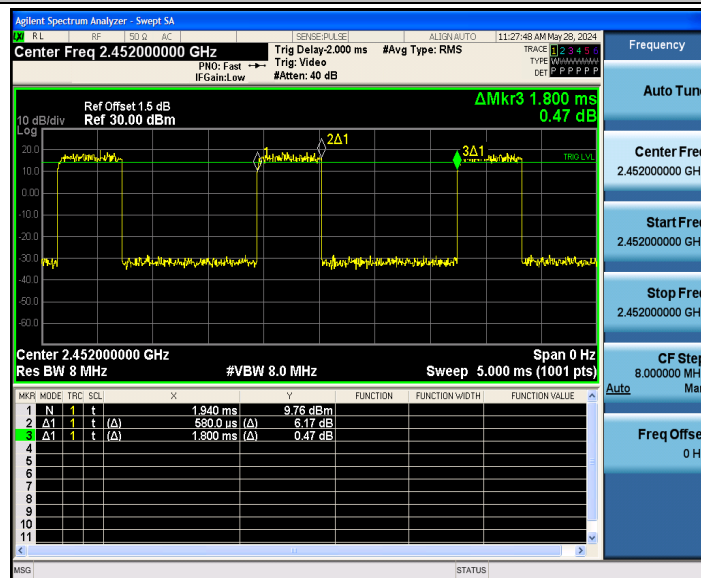 Agilent Spectrum Analyzer - Swept SA
LXI RL RF 50 Ω AC SENSE:PULSE ALIGN AUTO 11:27:48 AM May 28, 2024
Center Freq 2.452000000 GHz
PNO: Fast
IFGain:Low
Trig Delay-2.000 ms
Trig: Video
#Atten: 40 dB
#Avg Type: RMS
TRACE 1 2 3 4 5 6
TYPE WWWWWW
DET P P P P P P
Frequency
Auto Tune
Center Freq
2.452000000 GH
Start Freq
2.452000000 GH
Stop Freq
2.452000000 GH
CF Step
8.000000 MH
Auto Man
Freq Offse
0 H
ΔMkr3 1.800 ms
0.47 dB
Ref Offset 1.5 dB
10 dB/div Ref 30.00 dBm
Log
20.0
10.0
0.00
-10.0
-20.0
-30.0
-40.0
-50.0
-60.0
1
2Δ1
3Δ1
TRIG LVL
Center 2.452000000 GHz Span 0 Hz
Res BW 8 MHz #VBW 8.0 MHz Sweep 5.000 ms (1001 pts)
MKR MODE TRC SCL X Y FUNCTION FUNCTION WIDTH FUNCTION VALUE
1 N 1 t 1.940 ms 9.76 dBm
2 Δ1 1 t (Δ) 580.0 µs (Δ) 6.17 dB
3 Δ1 1 t (Δ) 1.800 ms (Δ) 0.47 dB
4
5
6
7
8
9
10
11
MSG STATUS